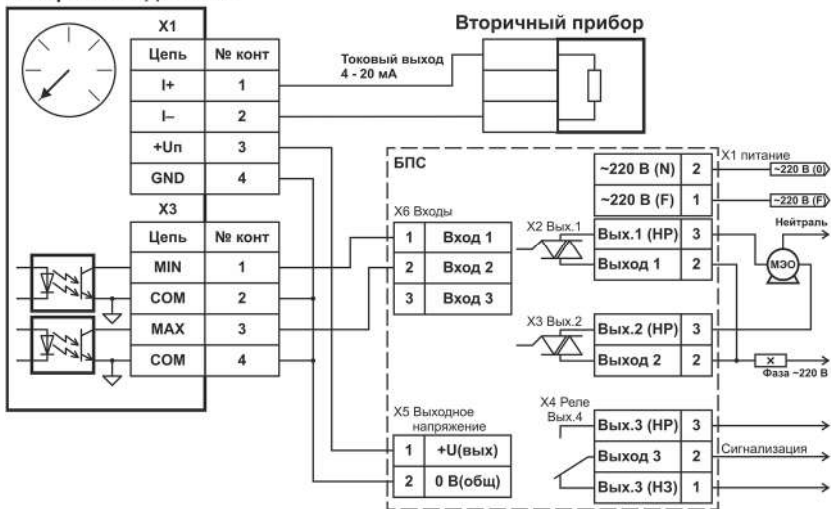 X1
Цепь № конт
I+ 1
I– 2
+Uп 3
GND 4
X3
Цепь № конт
MIN 1
COM 2
MAX 3
COM 4
Токовый выход
4 - 20 мА
Вторичный прибор
БПС
X6 Входы
1 Вход 1
2 Вход 2
3 Вход 3
X5 Выходное
напряжение
1 +U(вых)
2 0 В(общ)
~220 В (N) 2
~220 В (F) 1
X1 питание
~220 В (0)
~220 В (F)
X2 Вых.1
Вых.1 (НР) 3
Выход 1 2
Нейтраль
МЭО
X3 Вых.2
Вых.2 (НР) 3
Выход 2 2
Фаза ~220 В
X4 Реле
Вых.4
Вых.3 (НР) 3
Выход 3 2
Вых.3 (НЗ) 1
Сигнализация